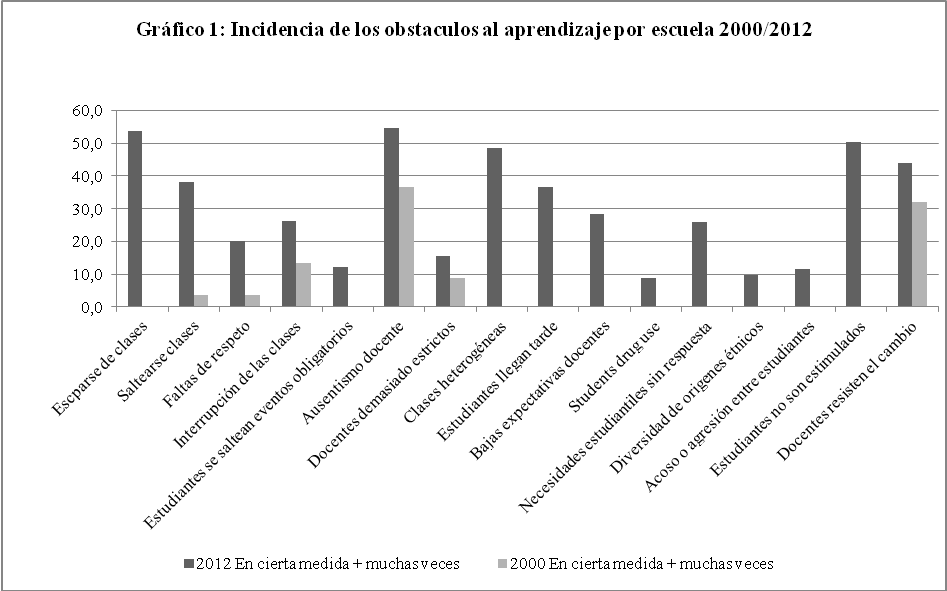 Gráfico 1: Incidencia de los obstaculos al aprendizaje por escuela 2000/2012
60,0
50,0
40,0
30,0
20,0
10,0
0,0
Escparse de clases
Saltearse clases
Faltas de respeto
Interrupción de las clases
Estudiantes se saltean eventos obligatorios
Ausentismo docente
Docentes demasiado estrictos
Clases heterogéneas
Estudiantes llegan tarde
Bajas expectativas docentes
Students drug use
Necesidades estudiantiles sin respuesta
Diversidad de origenes étnicos
Acoso o agresión entre estudiantes
Estudiantes no son estimulados
Docentes resisten el cambio
2012 En cierta medida + muchas veces
2000 En cierta medida + muchas veces